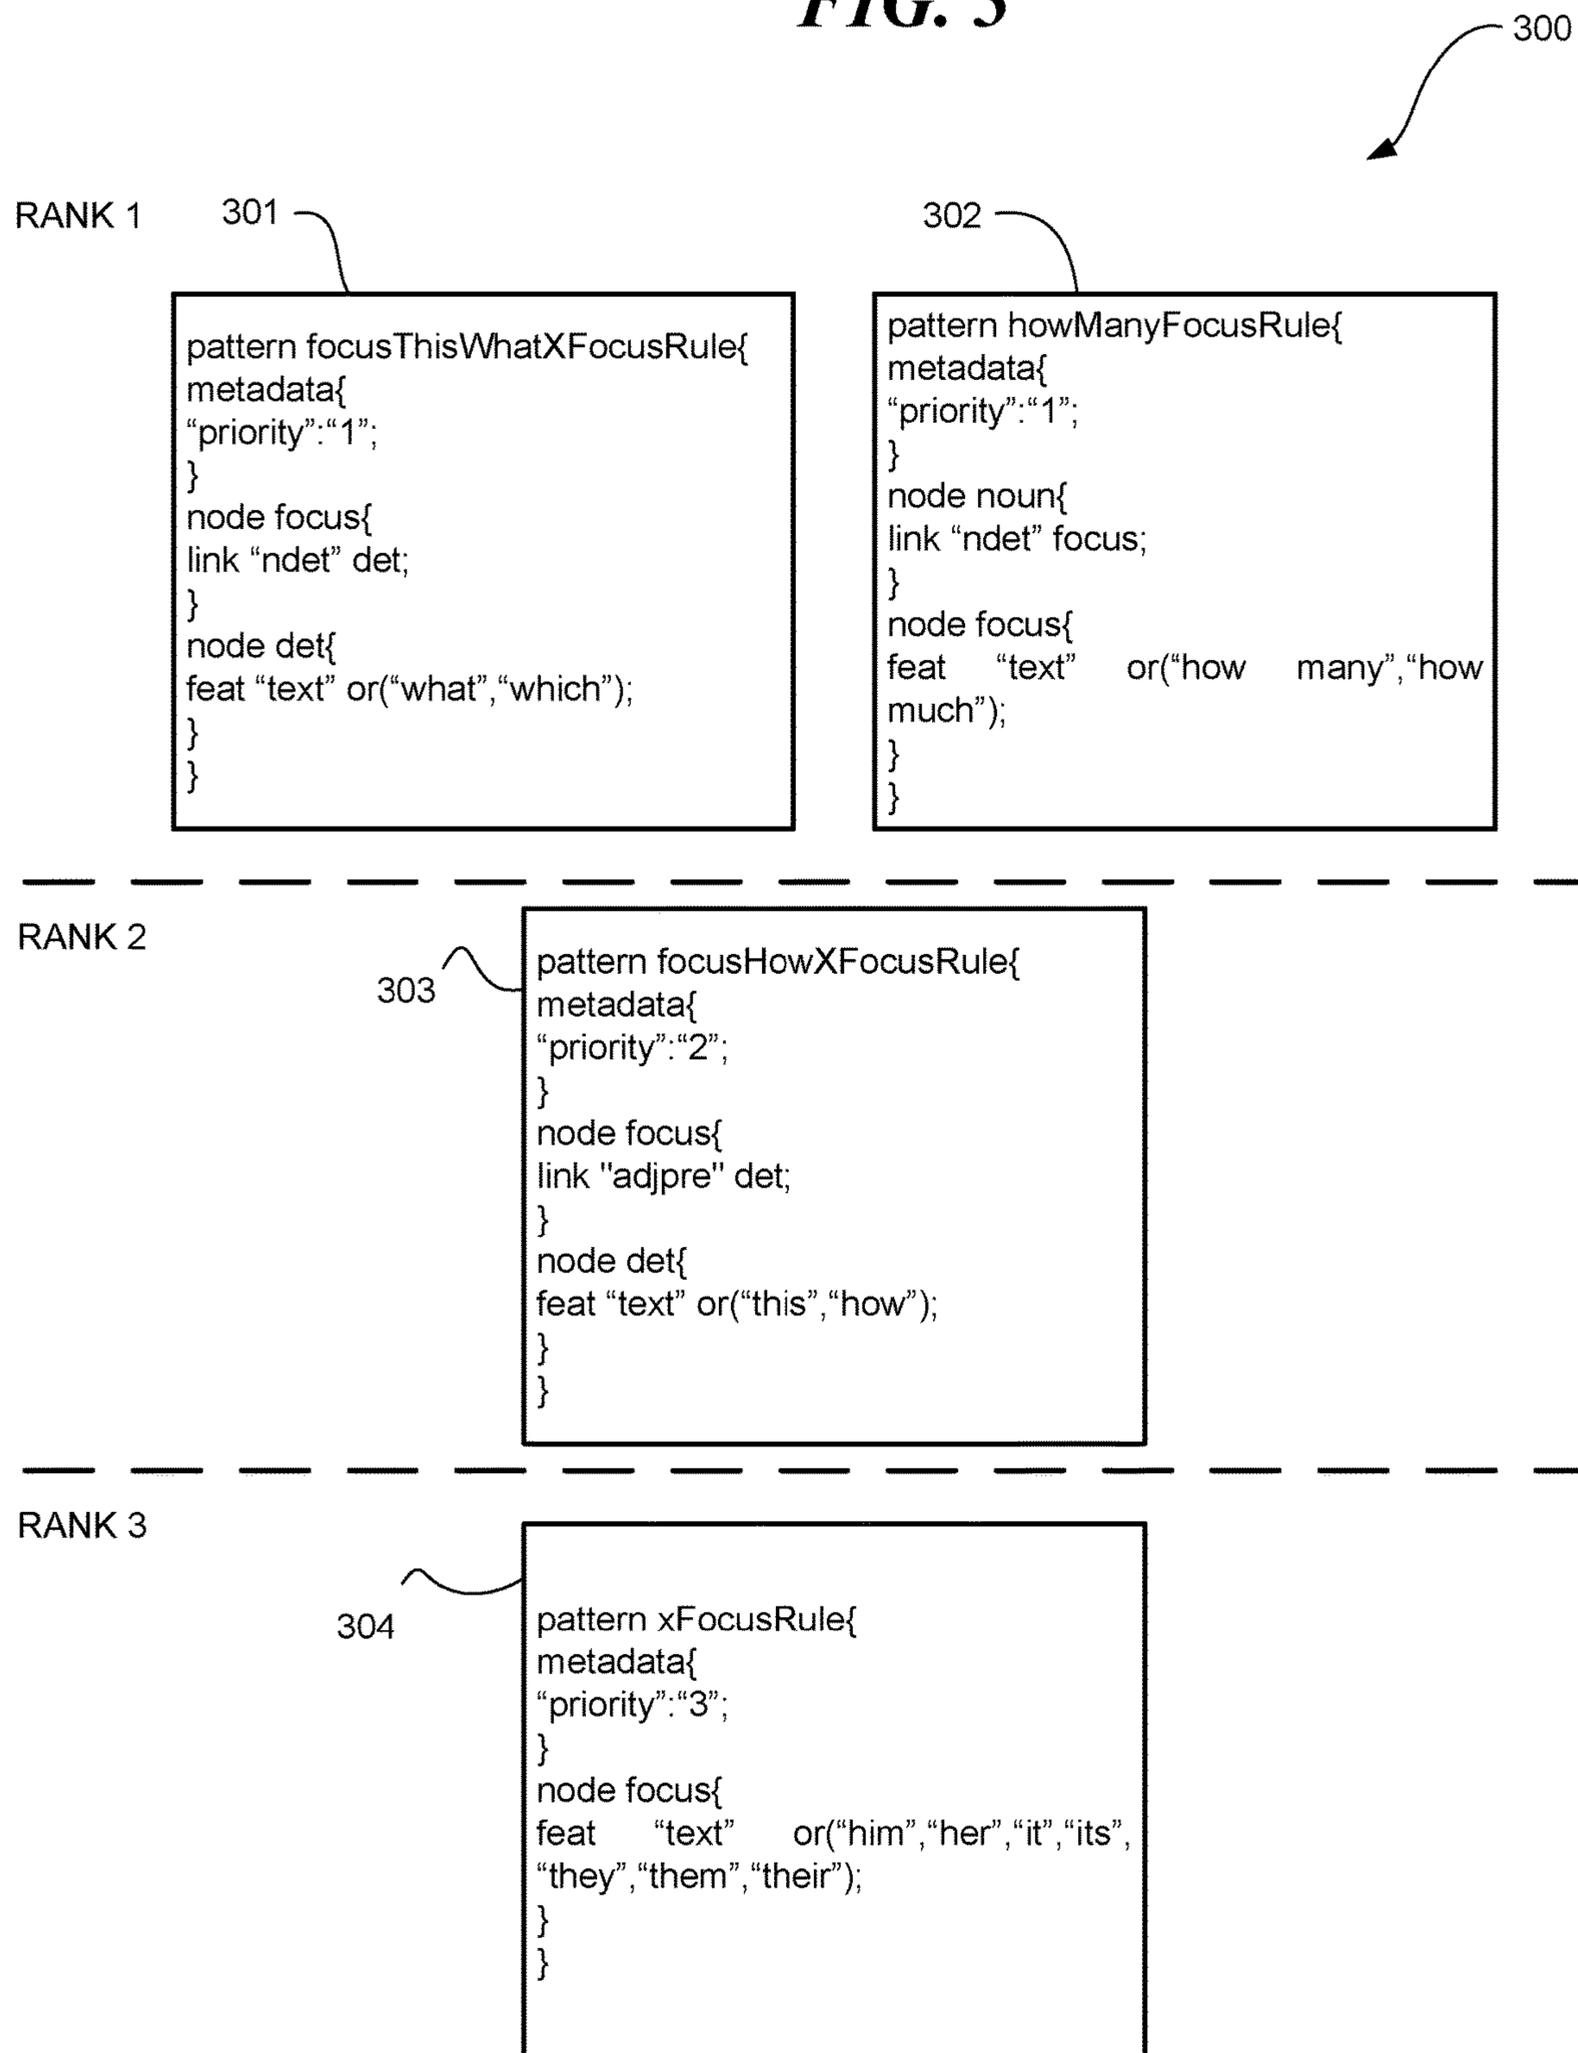 FIG. 3
300
RANK 1
301
302
pattern focusThisWhatXFocusRule{
metadata{
“priority”:“1”;
}
node focus{
link “ndet” det;
}
node det{
feat “text” or(“what”,“which”);
}
}
pattern howManyFocusRule{
metadata{
“priority”:“1”;
}
node noun{
link “ndet” focus;
}
node focus{
feat “text” or(“how many”,“how
much”);
}
}
RANK 2
303
pattern focusHowXFocusRule{
metadata{
“priority”:“2”;
}
node focus{
link "adjpre" det;
}
node det{
feat “text” or(“this”,“how”);
}
}
RANK 3
304
pattern xFocusRule{
metadata{
“priority”:“3”;
}
node focus{
feat “text” or(“him”,“her”,“it”,“its”,
“they”,“them”,“their”);
}
}